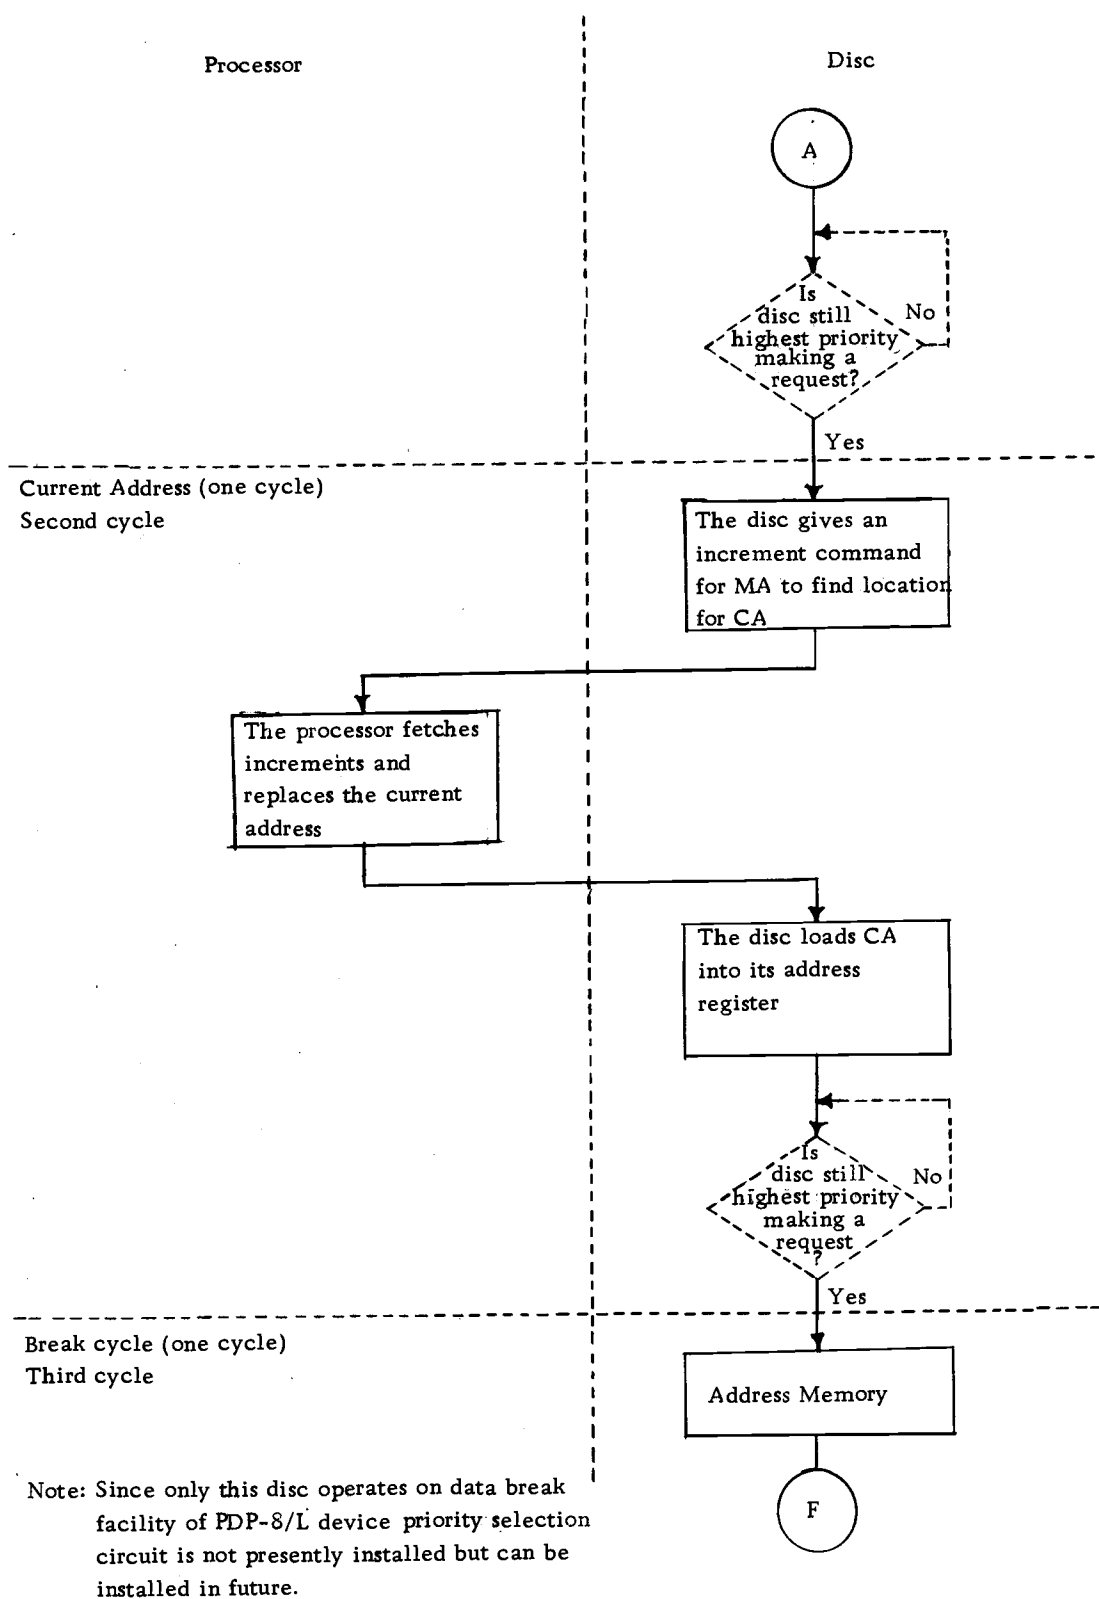 Processor
Disc
A
Is
disc still
highest priority
making a
request?
No
Yes
Current Address (one cycle)
Second cycle
The disc gives an
increment command
for MA to find location
for CA
The processor fetches
increments and
replaces the current
address
The disc loads CA
into its address
register
Is
disc still
highest priority
making a
request
?
No
Yes
Break cycle (one cycle)
Third cycle
Address Memory
F
Note: Since only this disc operates on data break
facility of PDP-8/L device priority selection
circuit is not presently installed but can be
installed in future.